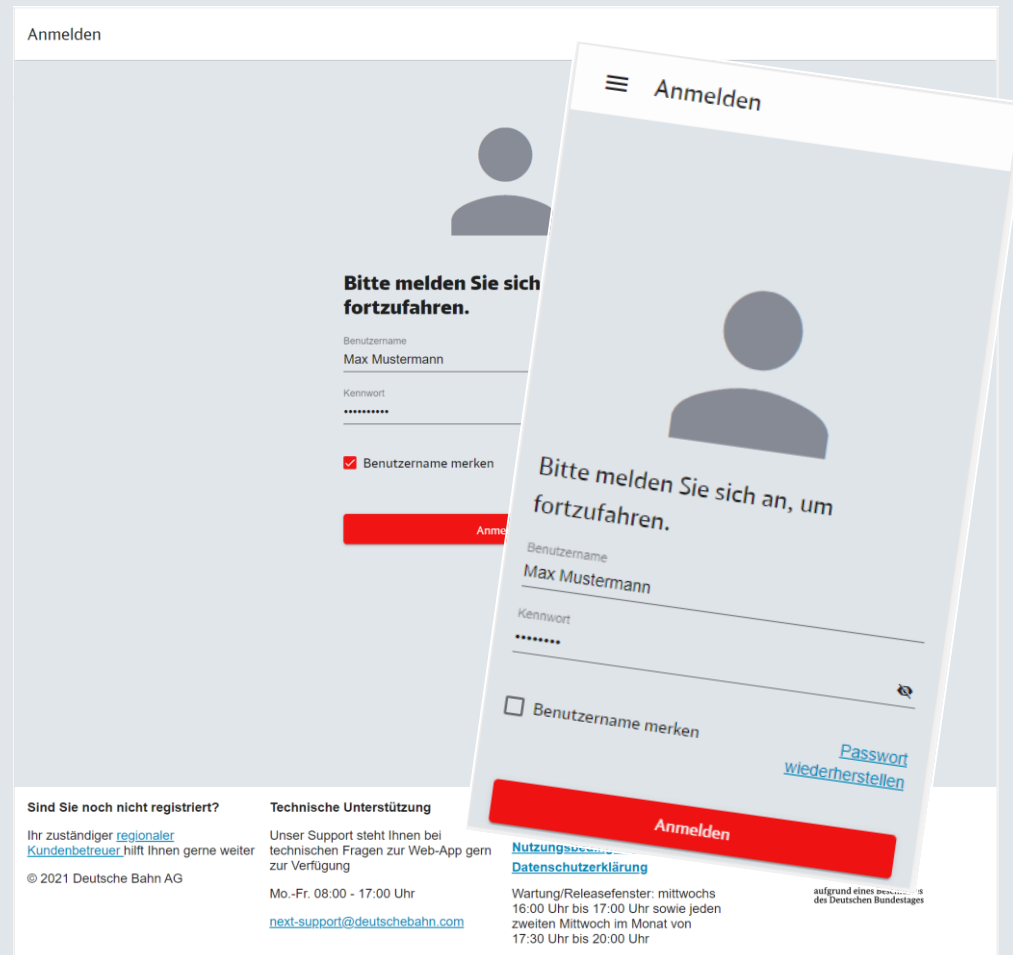 Anmelden
Bitte melden Sie sich
fortzufahren.
Benutzername
Max Mustermann
Kennwort
••••••••••
Benutzername merken
Anme
Anmelden
Bitte melden Sie sich an, um
fortzufahren.
Benutzername
Max Mustermann
Kennwort
••••••••
Benutzername merken
Passwort
wiederherstellen
Anmelden
Sind Sie noch nicht registriert?
Ihr zuständiger regionaler
Kundenbetreuer hilft Ihnen gerne weiter
© 2021 Deutsche Bahn AG
Technische Unterstützung
Unser Support steht Ihnen bei
technischen Fragen zur Web-App gern
zur Verfügung
Mo.-Fr. 08:00 - 17:00 Uhr
next-support@deutschebahn.com
Datenschutzerklärung
Wartung/Releasefenster: mittwochs
16:00 Uhr bis 17:00 Uhr sowie jeden
zweiten Mittwoch im Monat von
17:30 Uhr bis 20:00 Uhr
aufgrund eines
des Deutschen Bundestages